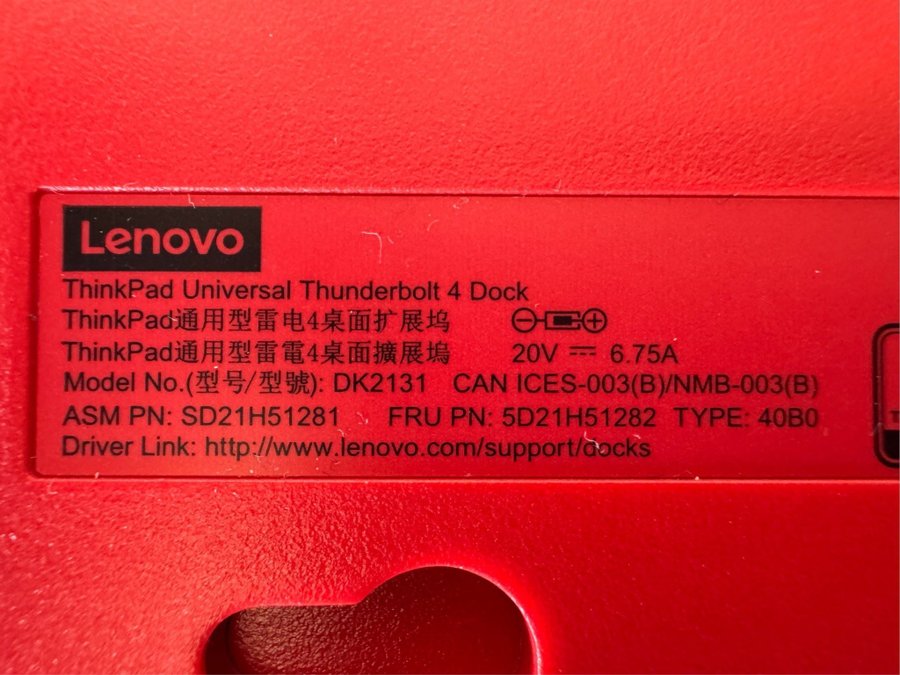 Lenovo
ThinkPad Universal Thunderbolt 4 Dock
ThinkPad通用型雷电4桌面扩展坞
ThinkPad通用型雷電4桌面擴展塢 20V ⎓ 6.75A
Model No.(型号/型號): DK2131 CAN ICES-003(B)/NMB-003(B)
ASM PN: SD21H51281 FRU PN: 5D21H51282 TYPE: 40B0
Driver Link: http://www.lenovo.com/support/docks